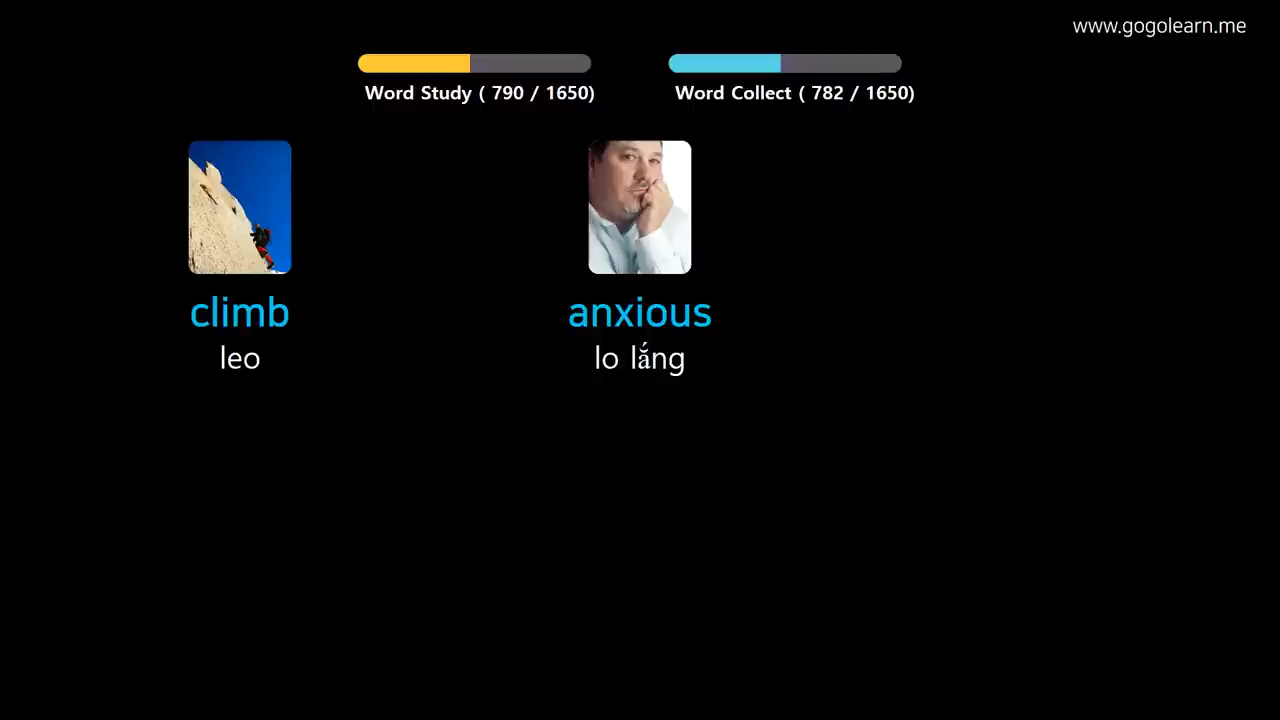 www.gogolearn.me
Word Study ( 790 / 1650)
Word Collect ( 782 / 1650)
climb
leo
anxious
lo lắng